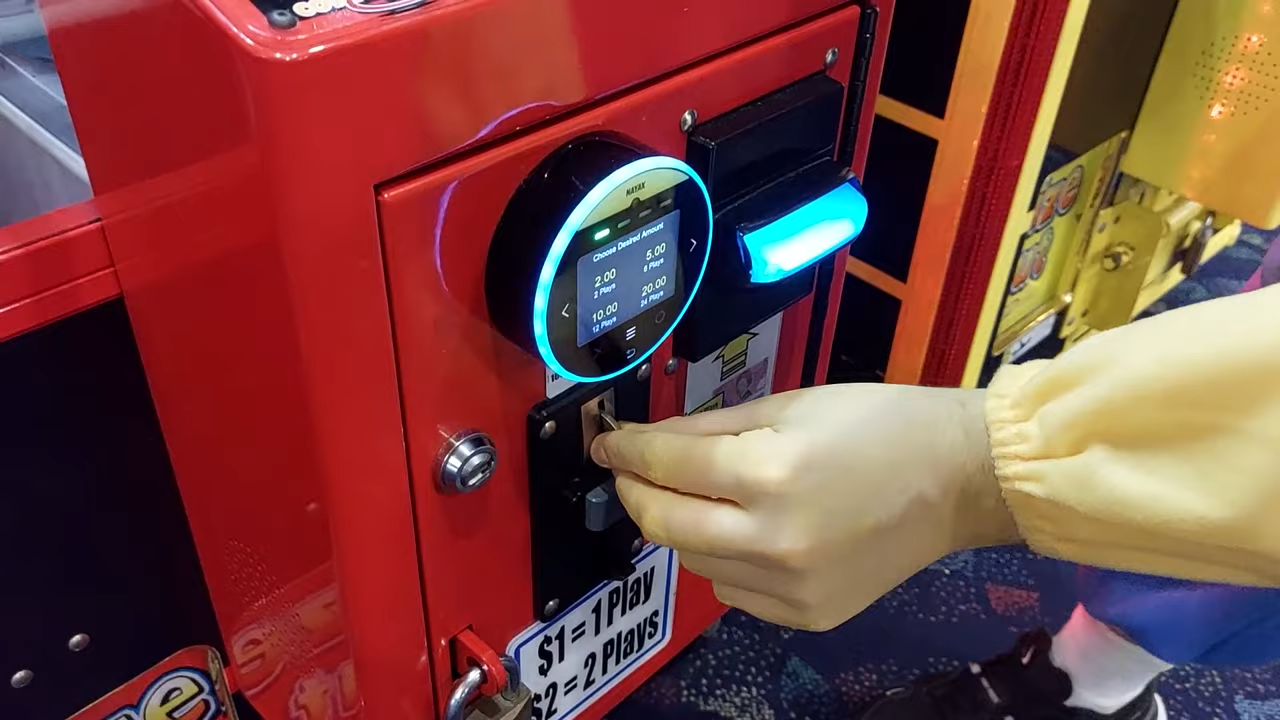 NAYAX
Choose Desired Amount
2.00
2 Plays
5.00
6 Plays
10.00
12 Plays
20.00
24 Plays
$1 = 1 Play
$2 = 2 Plays